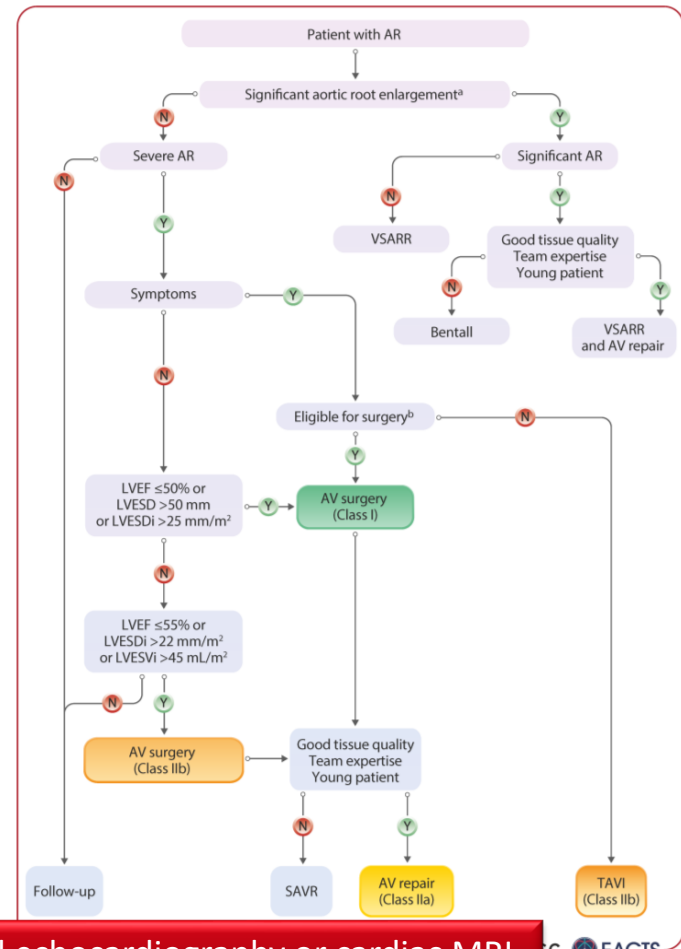 Patient with AR
Significant aortic root enlargementᵃ
N
Y
Severe AR
Significant AR
N
N
Y
Y
VSARR
Good tissue quality
Team expertise
Young patient
Symptoms
Y
N
Y
Bentall
VSARR
and AV repair
N
Eligible for surgeryᵇ
N
Y
LVEF ≤50% or
LVESD >50 mm
or LVESDi >25 mm/m²
Y
AV surgery
(Class I)
N
LVEF ≤55% or
LVESDi >22 mm/m²
or LVESVi >45 mL/m²
N
Y
AV surgery
(Class IIb)
Good tissue quality
Team expertise
Young patient
N
Y
Follow-up
SAVR
AV repair
(Class IIa)
TAVI
(Class IIb)
echocardiography or cardiac MRI
EACTS